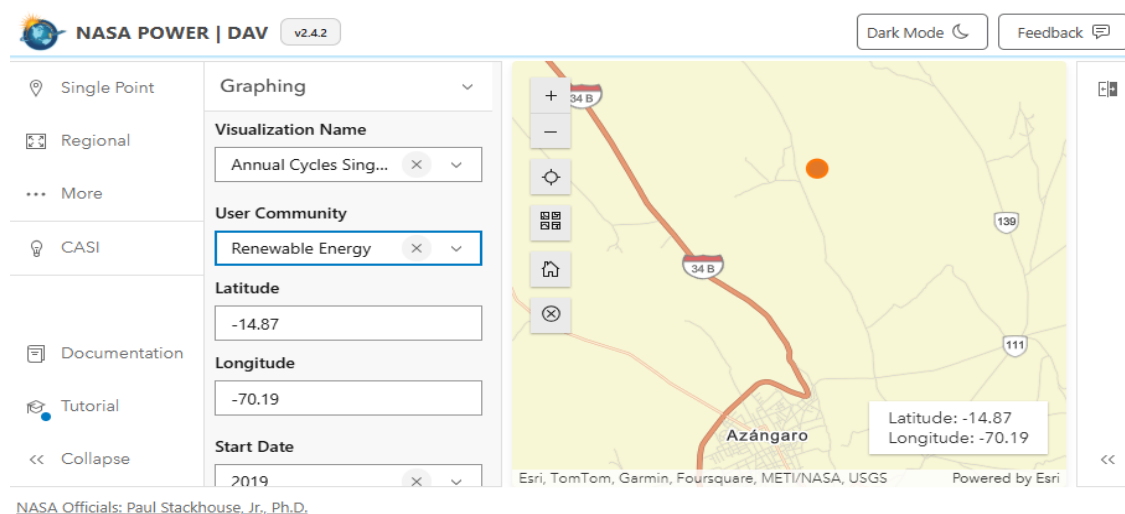 NASA POWER | DAV v2.4.2
Dark Mode
Feedback
Single Point
Regional
More
CASI
Documentation
Tutorial
Collapse
Graphing
Visualization Name
Annual Cycles Sing...
User Community
Renewable Energy
Latitude
-14.87
Longitude
-70.19
Start Date
2019
34 B
34 B
139
111
Azángaro
Latitude: -14.87
Longitude: -70.19
Esri, TomTom, Garmin, Foursquare, METI/NASA, USGS
Powered by Esri
NASA Officials: Paul Stackhouse, Jr., Ph.D.